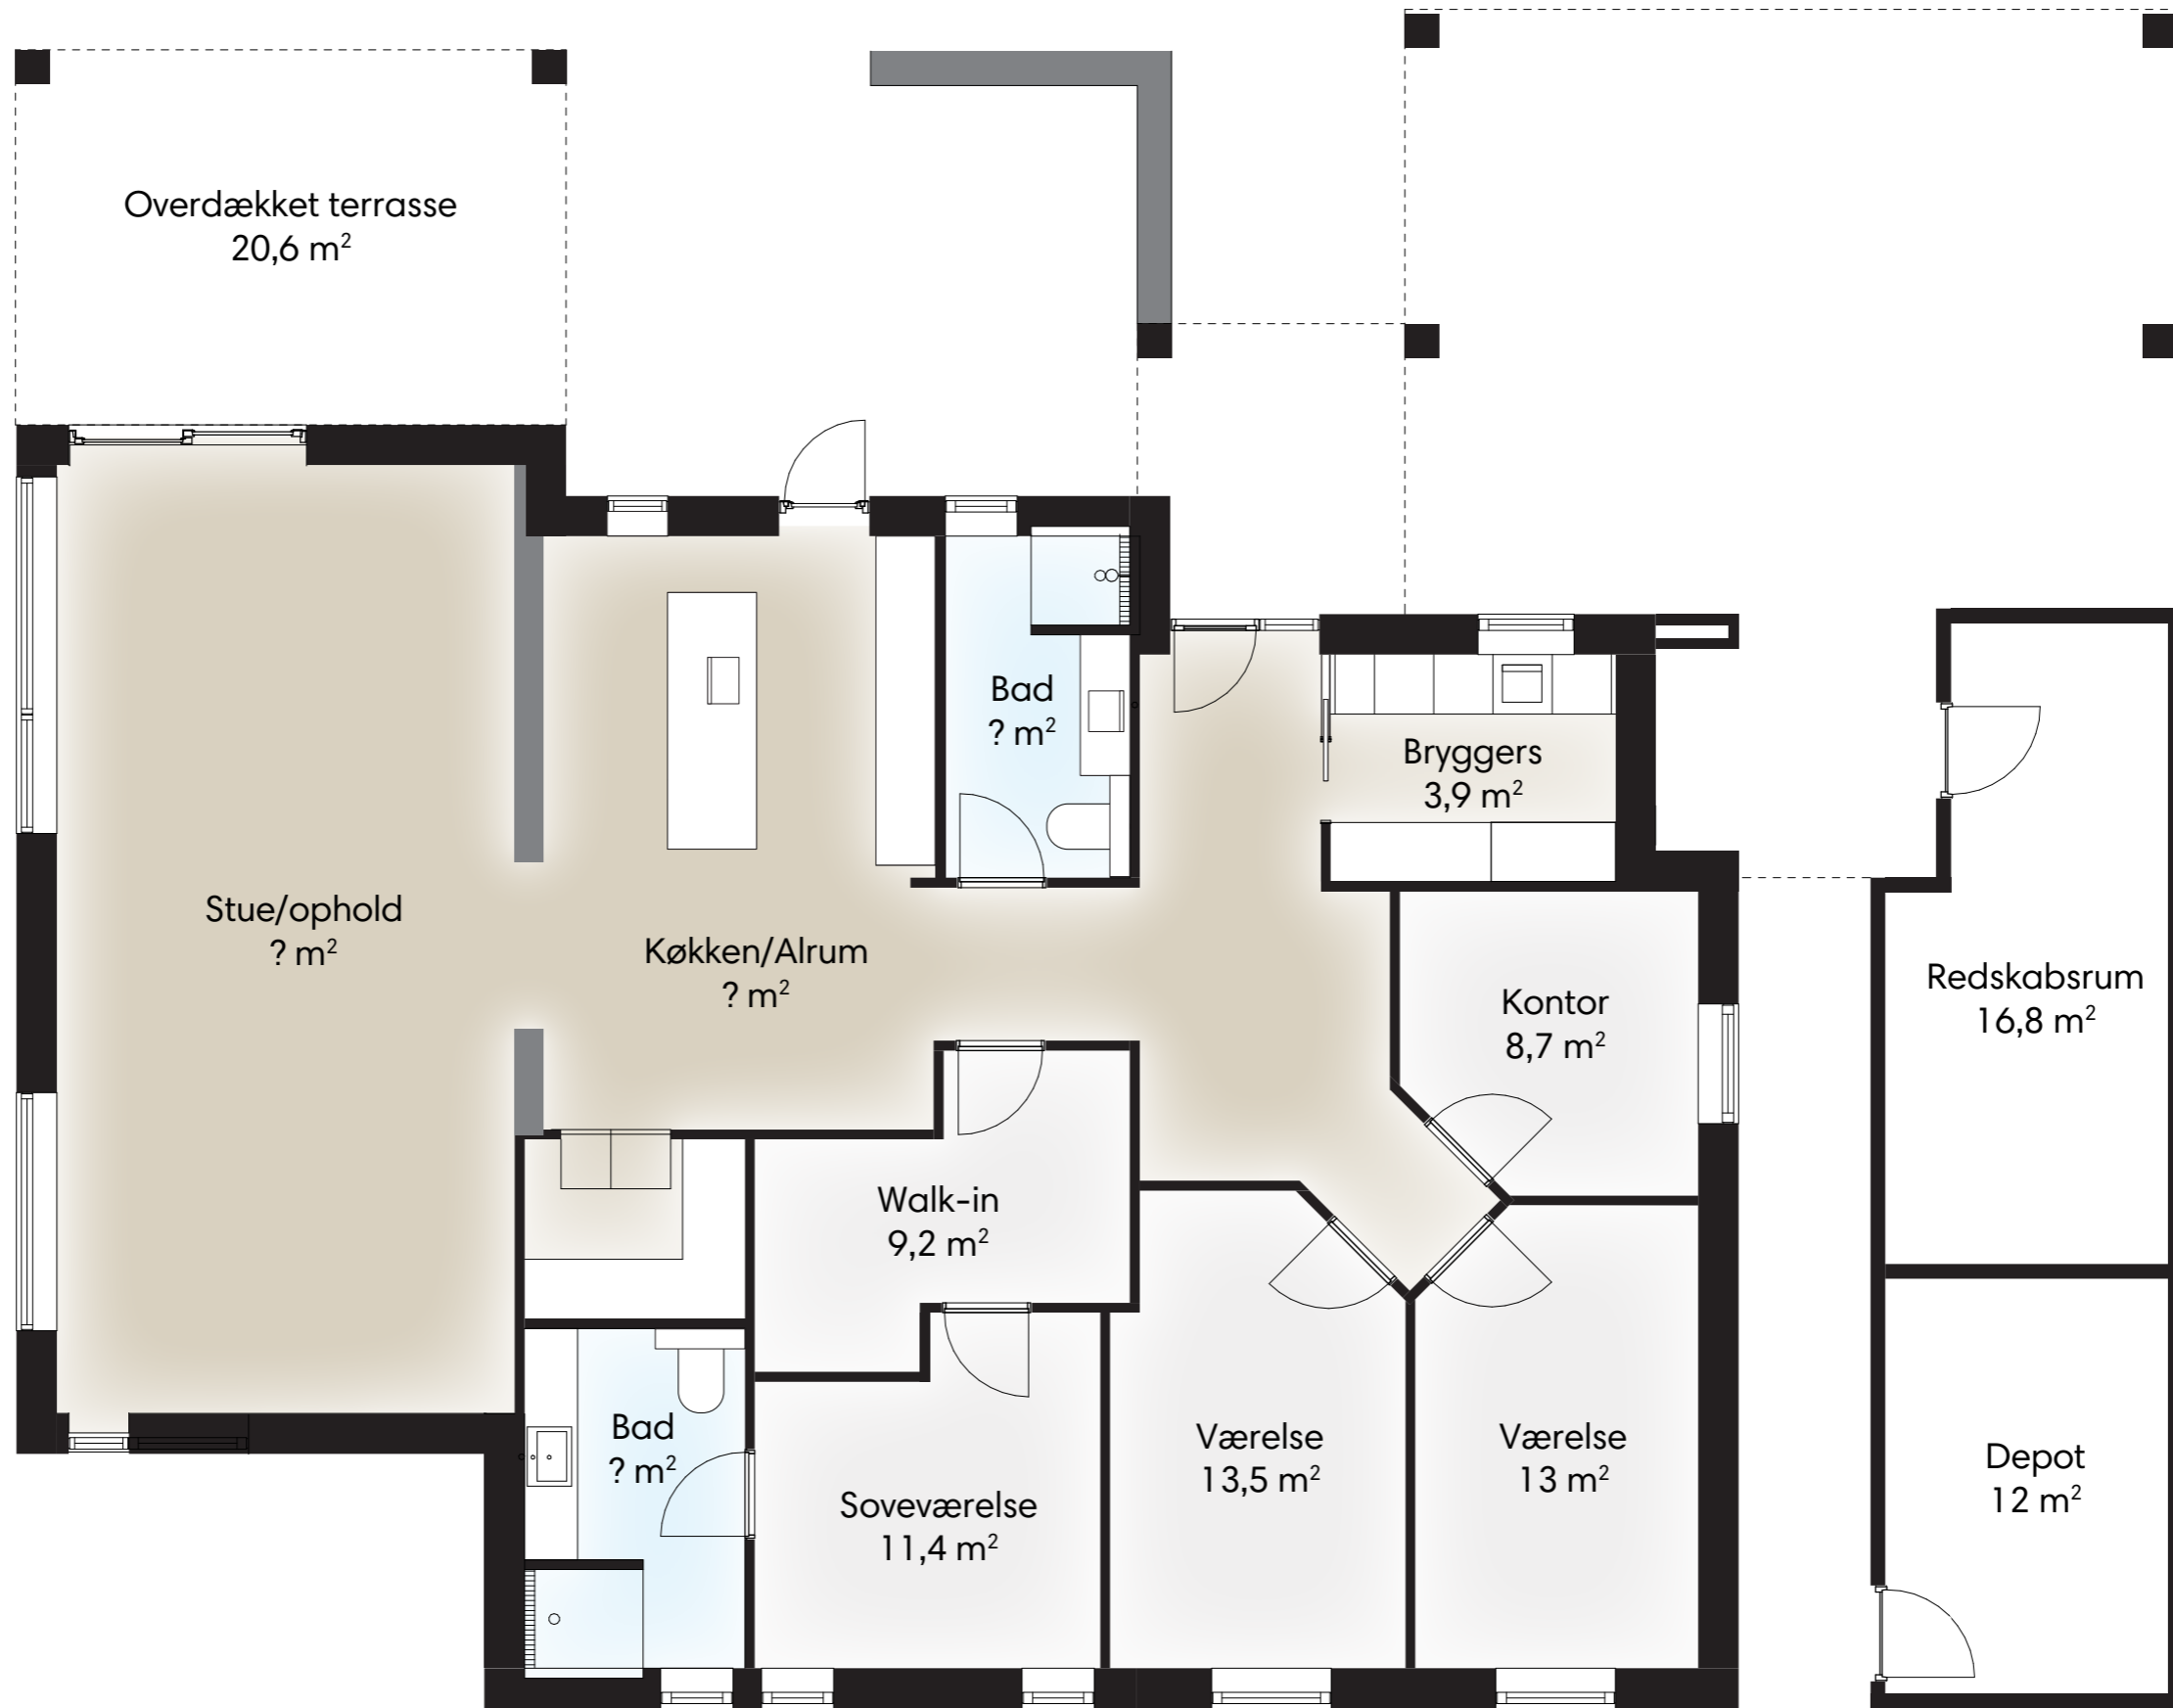 Overdækket terrasse
20,6 m²
Bad
? m²
Bryggers
3,9 m²
Stue/ophold
? m²
Køkken/Alrum
? m²
Kontor
8,7 m²
Redskabsrum
16,8 m²
Walk-in
9,2 m²
Bad
? m²
Soveværelse
11,4 m²
Værelse
13,5 m²
Værelse
13 m²
Depot
12 m²